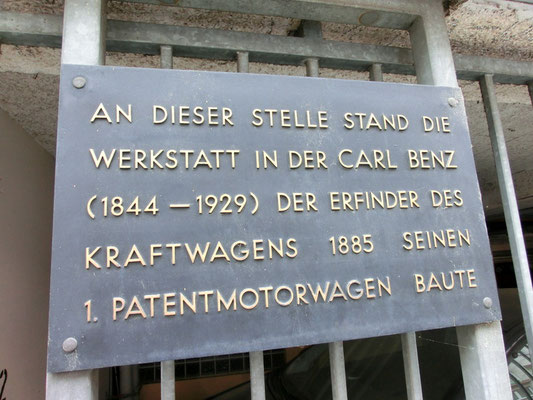 AN DIESER STELLE STAND DIE
WERKSTATT IN DER CARL BENZ
(1844 – 1929) DER ERFINDER DES
KRAFTWAGENS 1885 SEINEN
1. PATENTMOTORWAGEN BAUTE